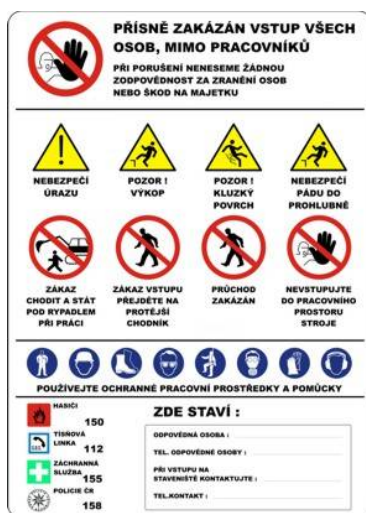 PŘÍSNĚ ZAKÁZÁN VSTUP VŠECH
OSOB, MIMO PRACOVNÍKŮ
PŘI PORUŠENÍ NENESEME ŽÁDNOU
ZODPOVĚDNOST ZA ZRANĚNÍ OSOB
NEBO ŠKOD NA MAJETKU
NEBEZPEČÍ
ÚRAZU
POZOR !
VÝKOP
POZOR !
KLUZKÝ
POVRCH
NEBEZPEČÍ
PÁDU DO
PROHLUBNĚ
ZÁKAZ
CHODIT A STÁT
POD RYPADLEM
PŘI PRÁCI
ZÁKAZ VSTUPU
PŘEJDĚTE NA
PROTĚJŠÍ
CHODNÍK
PRŮCHOD
ZAKÁZÁN
NEVSTUPUJTE
DO PRACOVNÍHO
PROSTORU
STROJE
POUŽÍVEJTE OCHRANNÉ PRACOVNÍ PROSTŘEDKY A POMŮCKY
HASIČI
150
TÍSŇOVÁ
LINKA
112
ZÁCHRANNÁ
SLUŽBA
155
POLICIE ČR
158
ZDE STAVÍ :
ODPOVĚDNÁ OSOBA :
TEL. ODPOVĚDNÉ OSOBY :
PŘI VSTUPU NA
STAVENIŠTĚ KONTAKTUJTE :
TEL.KONTAKT :